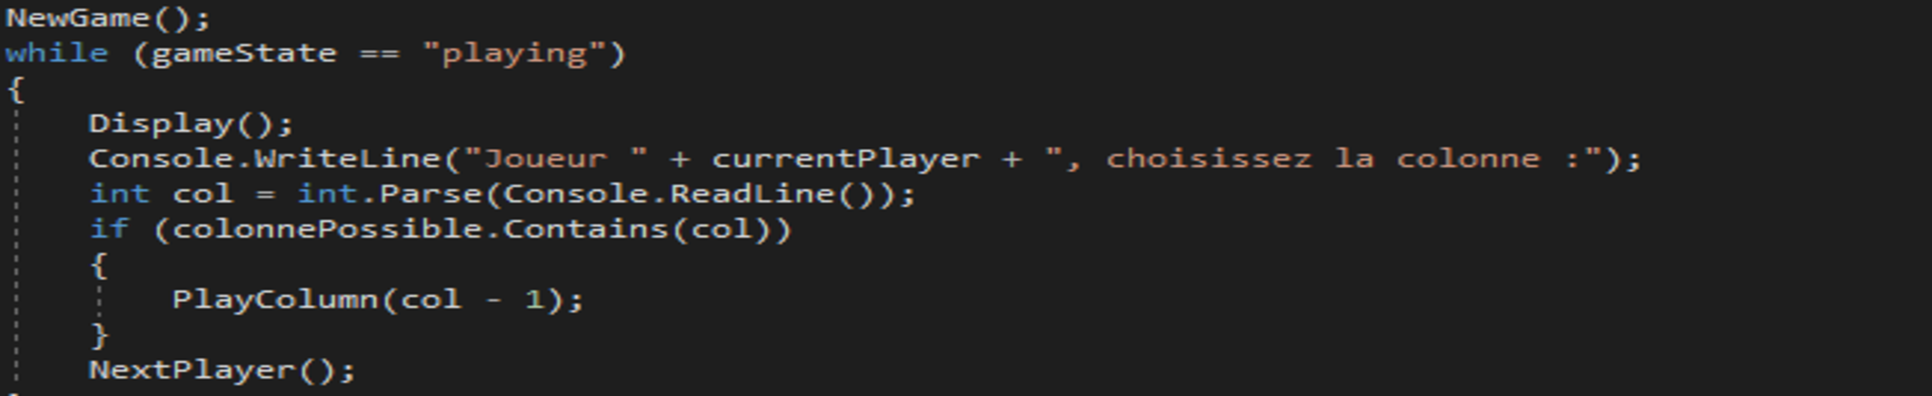 NewGame();
while (gameState == "playing")
{
Display();
Console.WriteLine("Joueur " + currentPlayer + ", choisissez la colonne :");
int col = int.Parse(Console.ReadLine());
if (colonnePossible.Contains(col))
{
PlayColumn(col - 1);
}
NextPlayer();